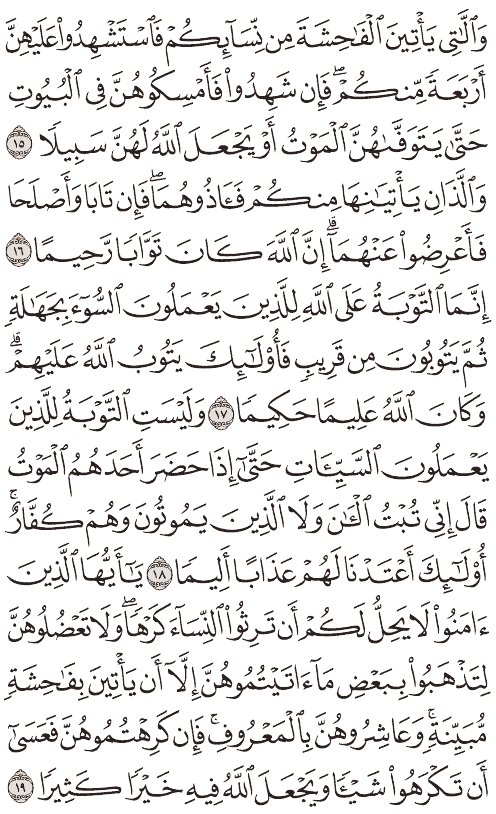 وَٱلَّٰتِي يَأۡتِينَ ٱلۡفَٰحِشَةَ مِن نِّسَآئِكُمۡ فَٱسۡتَشۡهِدُواْ عَلَيۡهِنَّ
أَرۡبَعَةٗ مِّنكُمۡۖ فَإِن شَهِدُواْ فَأَمۡسِكُوهُنَّ فِي ٱلۡبُيُوتِ
حَتَّىٰ يَتَوَفَّىٰهُنَّ ٱلۡمَوۡتُ أَوۡ يَجۡعَلَ ٱللَّهُ لَهُنَّ سَبِيلٗا ١٥
وَٱلَّذَانِ يَأۡتِيَٰنِهَا مِنكُمۡ فَـَٔاذُوهُمَاۖ فَإِن تَابَا وَأَصۡلَحَا
فَأَعۡرِضُواْ عَنۡهُمَآۗ إِنَّ ٱللَّهَ كَانَ تَوَّابٗا رَّحِيمًا ١٦
إِنَّمَا ٱلتَّوۡبَةُ عَلَى ٱللَّهِ لِلَّذِينَ يَعۡمَلُونَ ٱلسُّوٓءَ بِجَهَٰلَةٖ
ثُمَّ يَتُوبُونَ مِن قَرِيبٖ فَأُوْلَٰٓئِكَ يَتُوبُ ٱللَّهُ عَلَيۡهِمۡۗ
وَكَانَ ٱللَّهُ عَلِيمًا حَكِيمٗا ١٧ وَلَيۡسَتِ ٱلتَّوۡبَةُ لِلَّذِينَ
يَعۡمَلُونَ ٱلسَّيِّـَٔاتِ حَتَّىٰٓ إِذَا حَضَرَ أَحَدَهُمُ ٱلۡمَوۡتُ
قَالَ إِنِّي تُبۡتُ ٱلۡـَٰٔنَ وَلَا ٱلَّذِينَ يَمُوتُونَ وَهُمۡ كُفَّارٌۚ
أُوْلَٰٓئِكَ أَعۡتَدۡنَا لَهُمۡ عَذَابًا أَلِيمٗا ١٨ يَٰٓأَيُّهَا ٱلَّذِينَ
ءَامَنُواْ لَا يَحِلُّ لَكُمۡ أَن تَرِثُواْ ٱلنِّسَآءَ كَرۡهٗاۖ وَلَا تَعۡضُلُوهُنَّ
لِتَذۡهَبُواْ بِبَعۡضِ مَآ ءَاتَيۡتُمُوهُنَّ إِلَّآ أَن يَأۡتِينَ بِفَٰحِشَةٖ
مُّبَيِّنَةٖۚ وَعَاشِرُوهُنَّ بِٱلۡمَعۡرُوفِۚ فَإِن كَرِهۡتُمُوهُنَّ فَعَسَىٰٓ
أَن تَكۡرَهُواْ شَيۡـٔٗا وَيَجۡعَلَ ٱللَّهُ فِيهِ خَيۡرٗا كَثِيرٗا ١٩